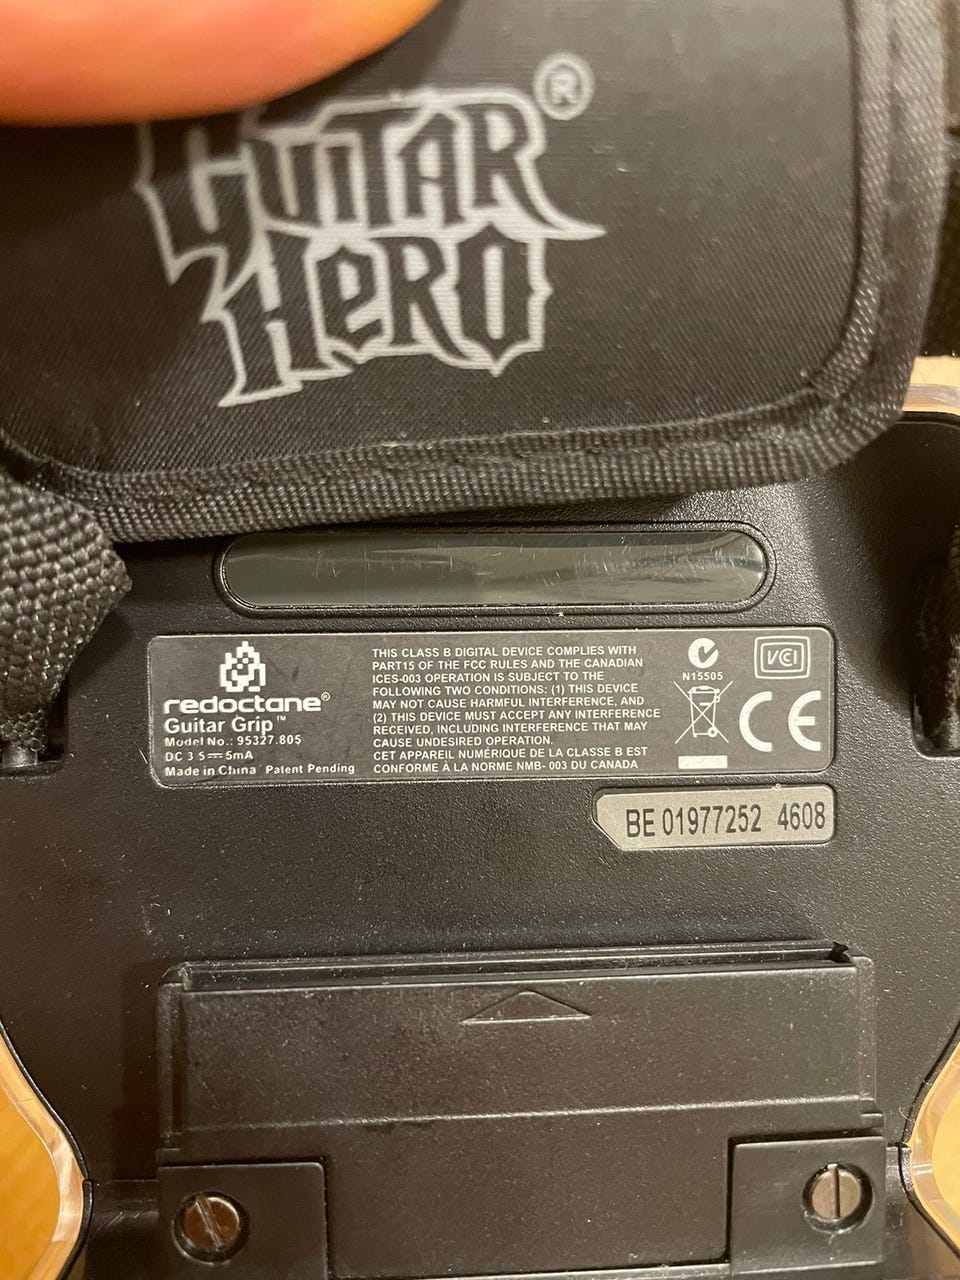 GUITAR ®
HERO
redoctane®
Guitar Grip™
Model No.: 95327.805
DC 3.5⎓5mA
Made in China Patent Pending
THIS CLASS B DIGITAL DEVICE COMPLIES WITH
PART15 OF THE FCC RULES AND THE CANADIAN
ICES-003 OPERATION IS SUBJECT TO THE
FOLLOWING TWO CONDITIONS: (1) THIS DEVICE
MAY NOT CAUSE HARMFUL INTERFERENCE, AND
(2) THIS DEVICE MUST ACCEPT ANY INTERFERENCE
RECEIVED, INCLUDING INTERFERENCE THAT MAY
CAUSE UNDESIRED OPERATION.
CET APPAREIL NUMÉRIQUE DE LA CLASSE B EST
CONFORME À LA NORME NMB- 003 DU CANADA
N15505
VCI
CE
BE 01977252 4608